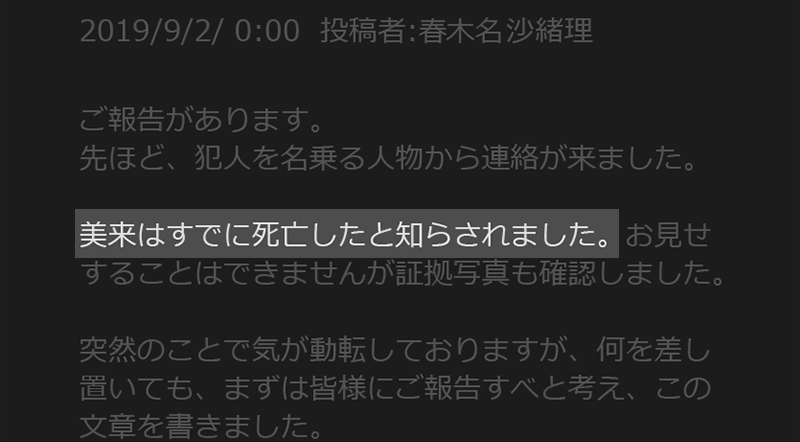 2019/9/2/ 0:00 投稿者:春木名沙緒理
ご報告があります。
先ほど、犯人を名乗る人物から連絡が来ました。
美来はすでに死亡したと知らされました。お見せ
することはできませんが証拠写真も確認しました。
突然のことで気が動転しておりますが、何を差し
置いても、まずは皆様にご報告すべと考え、この
文章を書きました。